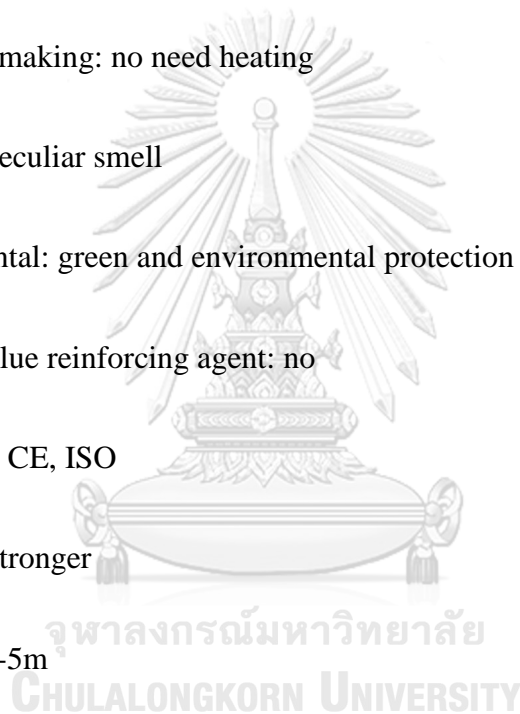 making: no need heating
eculiar smell
ntal: green and environmental protection
lue reinforcing agent: no
CE, ISO
tronger
-5m
จุฬาลงกรณ์มหาวิทยาลัย
CHULALONGKORN UNIVERSITY